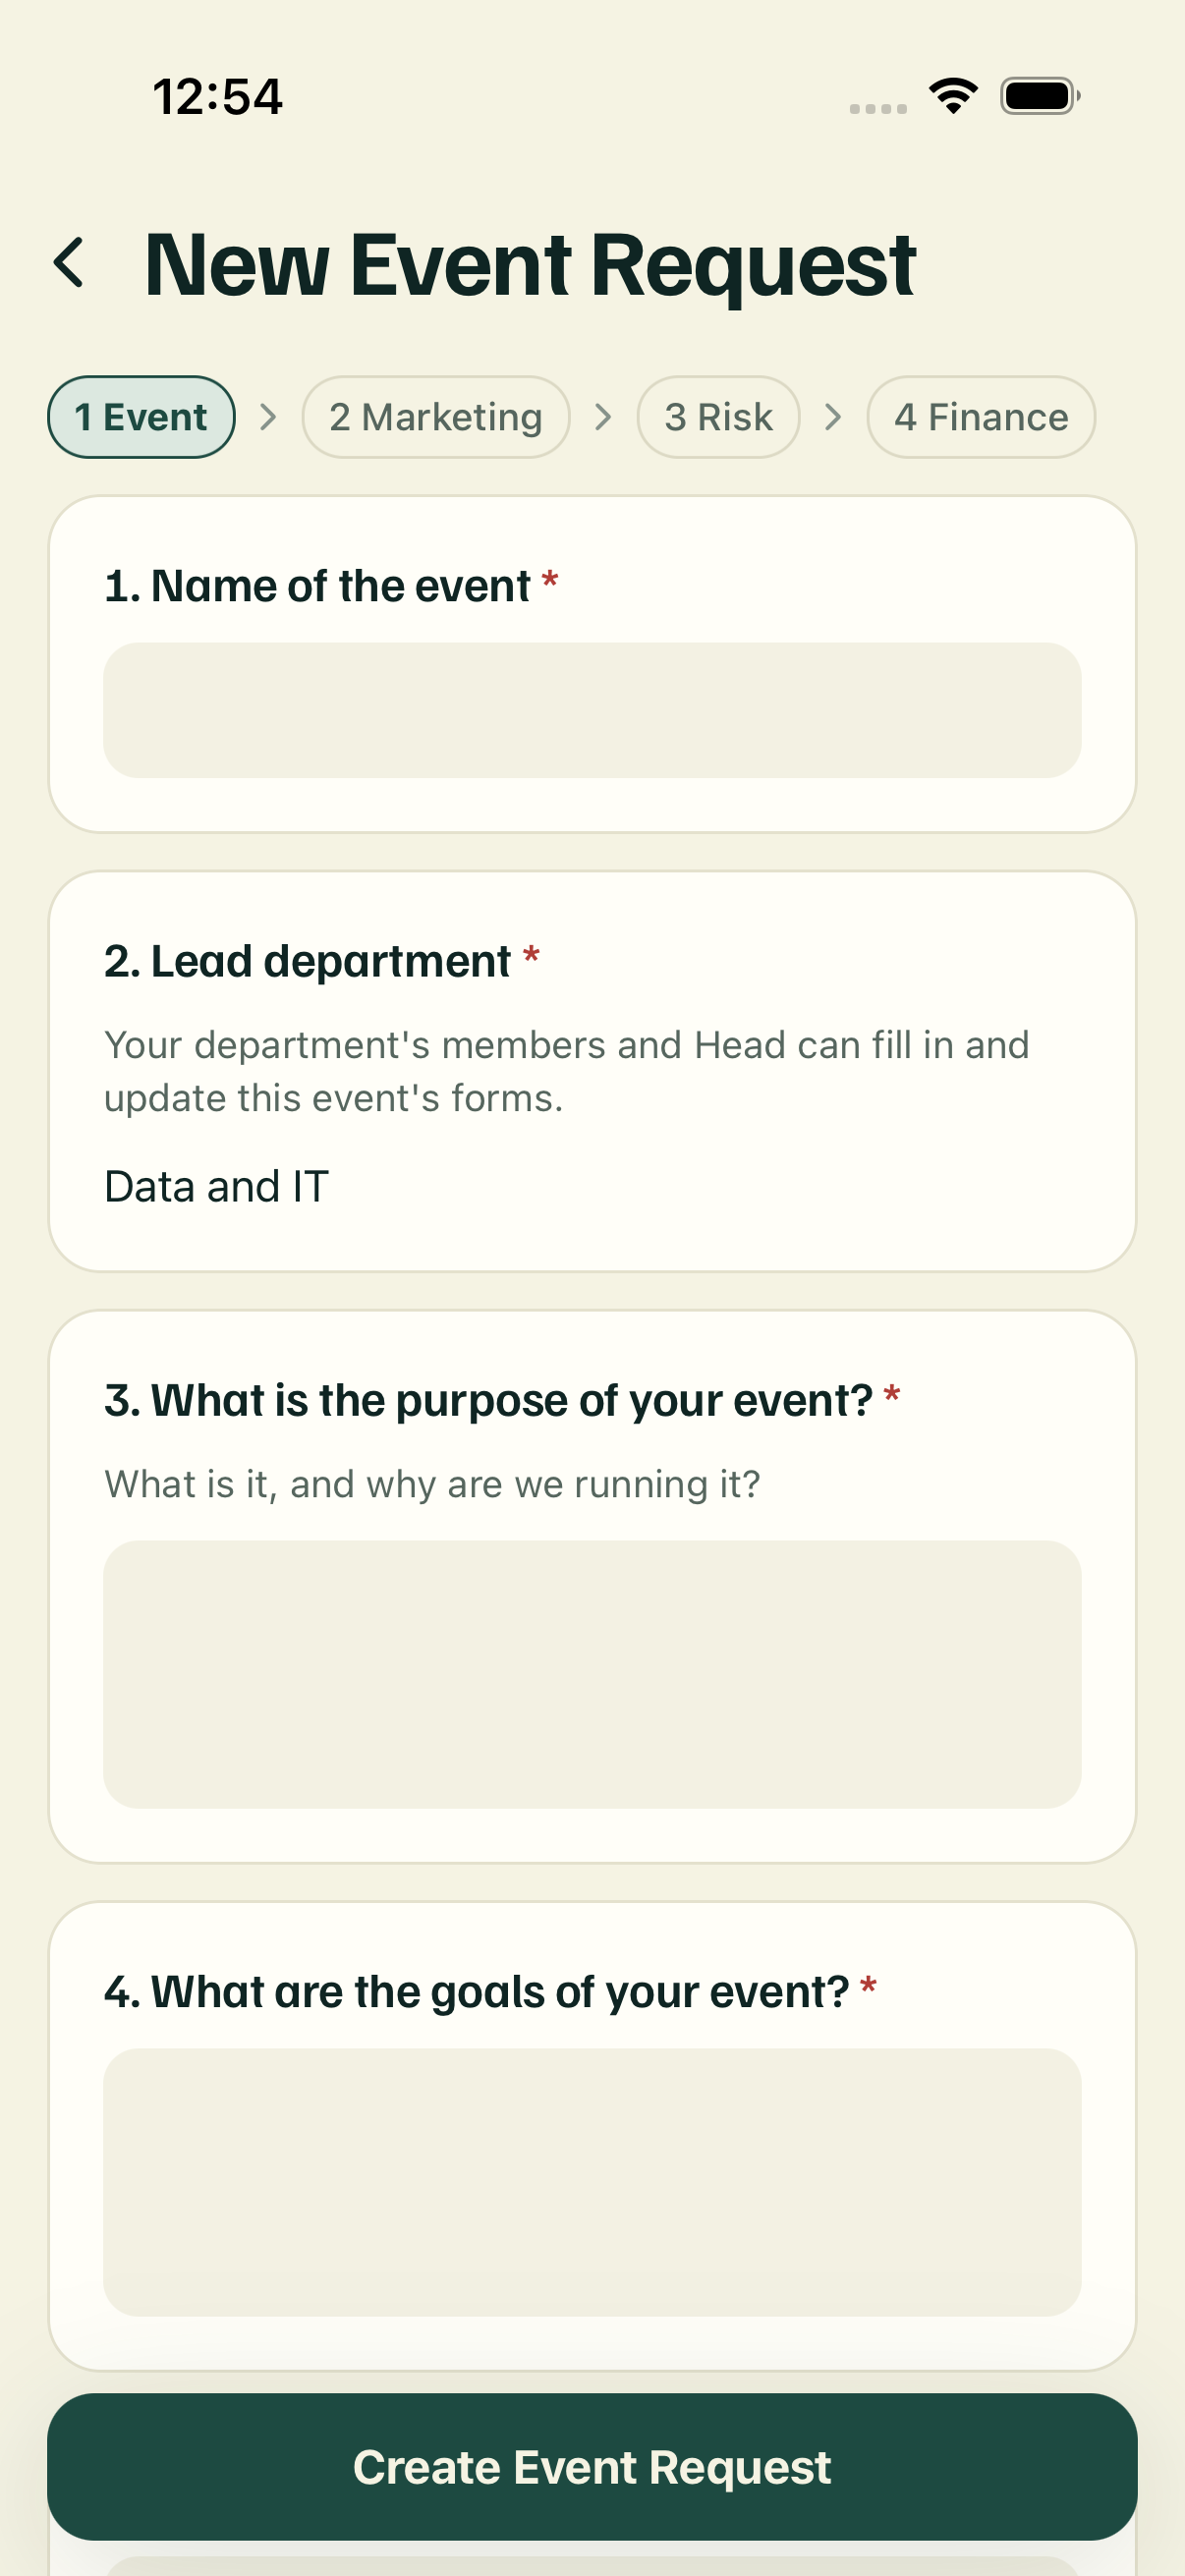 12:54
New Event Request
1 Event > 2 Marketing > 3 Risk > 4 Finance
1. Name of the event *
2. Lead department *
Your department's members and Head can fill in and
update this event's forms.
Data and IT
3. What is the purpose of your event? *
What is it, and why are we running it?
4. What are the goals of your event? *
Create Event Request